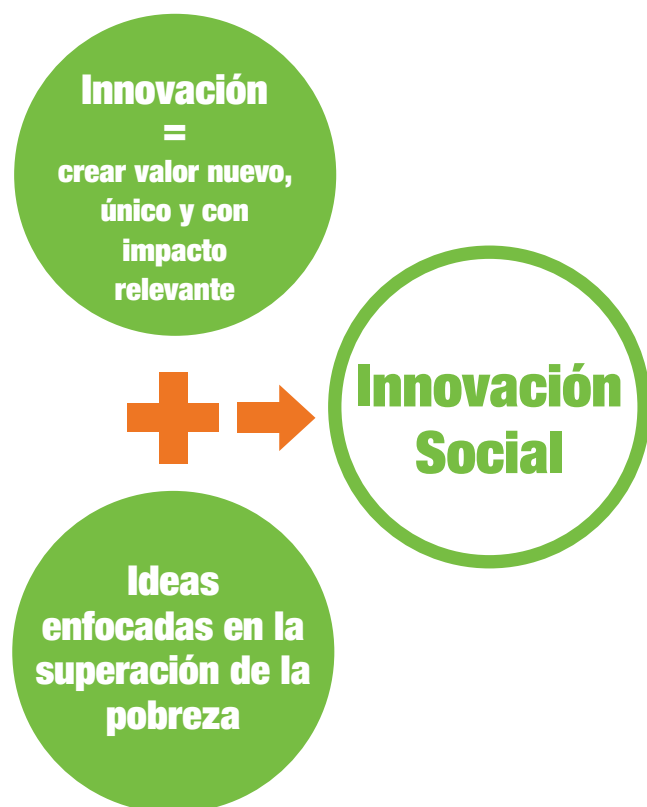 Innovación
=
crear valor nuevo,
único y con
impacto
relevante
Innovación
Social
Ideas
enfocadas en la
superación de la
pobreza